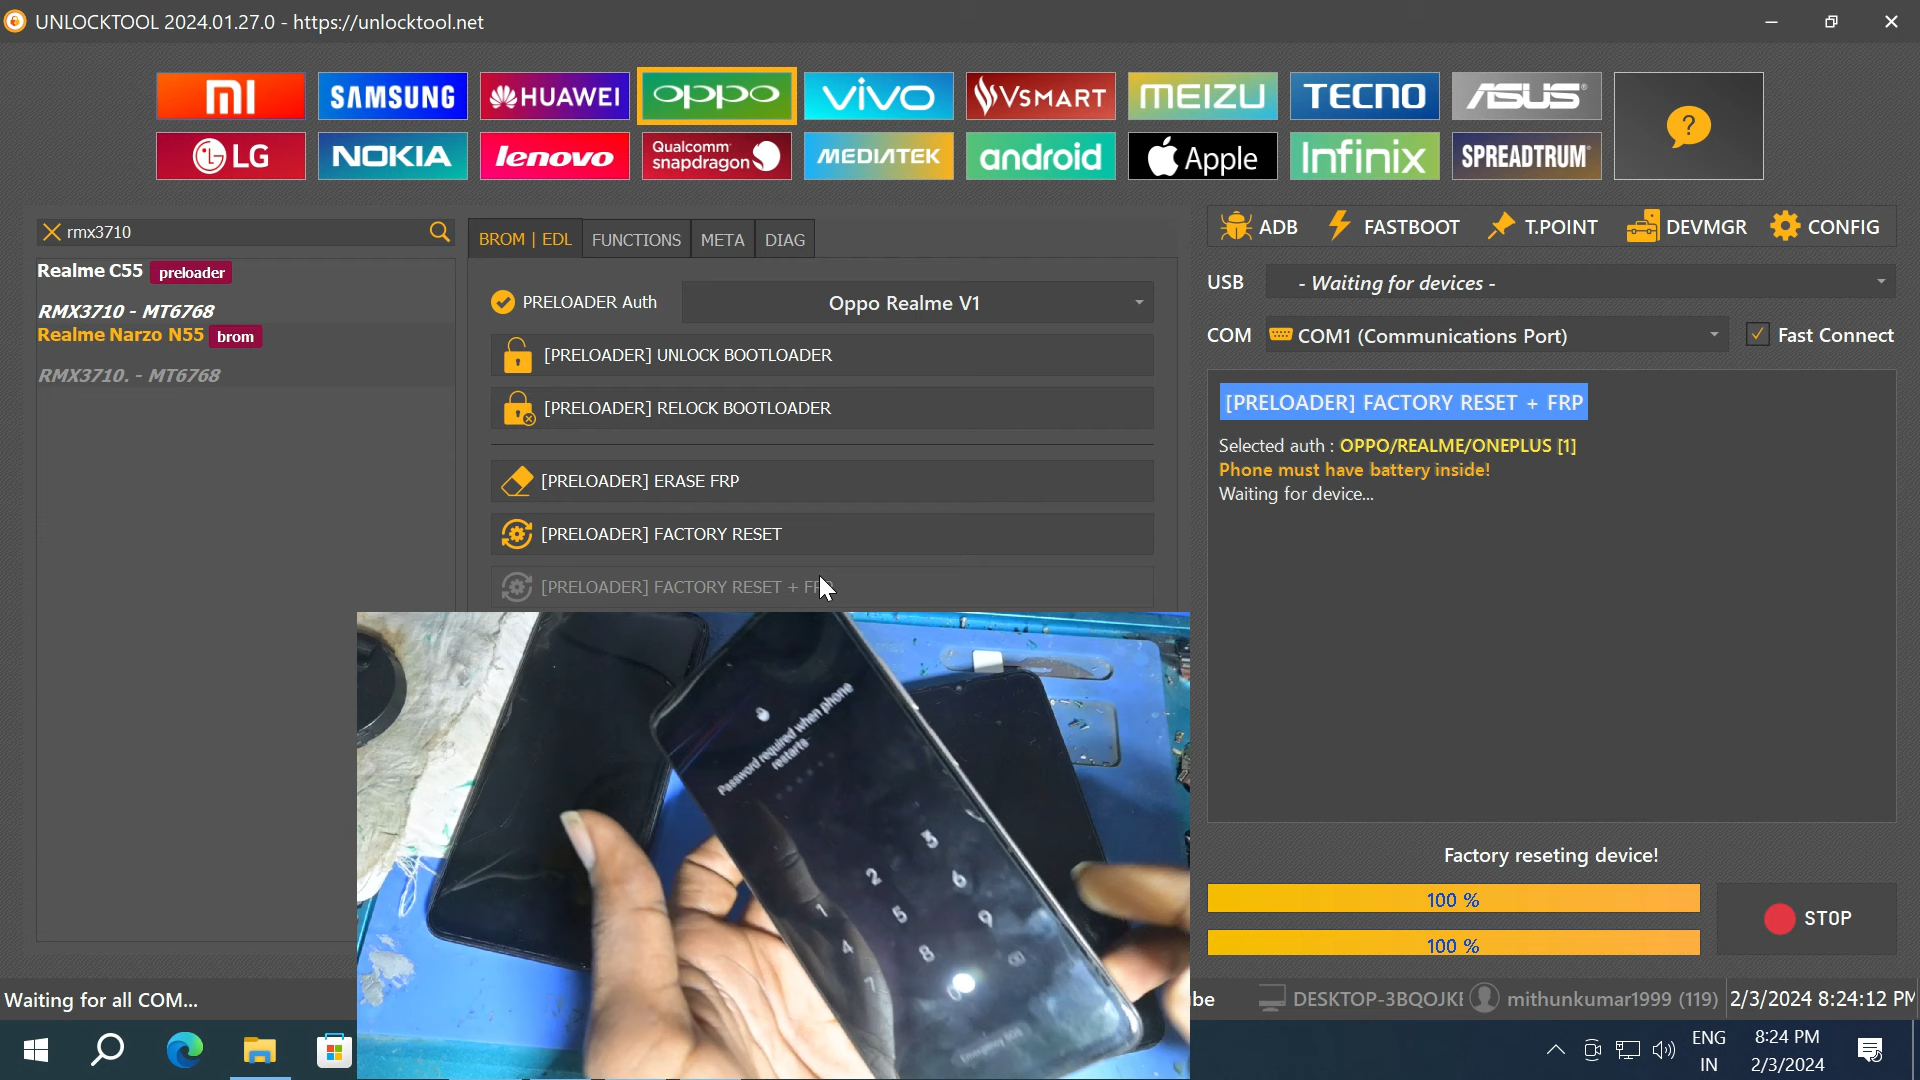 UNLOCKTOOL 2024.01.27.0 - https://unlocktool.net
MI SAMSUNG HUAWEI oppo vivo VSMART MEIZU TECNO ASUS ?
LG NOKIA lenovo Qualcomm snapdragon MEDIATEK android Apple Infinix SPREADTRUM
rmx3710
Realme C55 preloader
RMX3710 - MT6768
Realme Narzo N55 brom
RMX3710. - MT6768
BROM | EDL FUNCTIONS META DIAG
PRELOADER Auth Oppo Realme V1
[PRELOADER] UNLOCK BOOTLOADER
[PRELOADER] RELOCK BOOTLOADER
[PRELOADER] ERASE FRP
[PRELOADER] FACTORY RESET
[PRELOADER] FACTORY RESET + FRP
Password required when phone
restarts
1 2 3
4 5 6
7 8 9
0
ADB FASTBOOT T.POINT DEVMGR CONFIG
USB - Waiting for devices -
COM COM1 (Communications Port) Fast Connect
[PRELOADER] FACTORY RESET + FRP
Selected auth : OPPO/REALME/ONEPLUS [1]
Phone must have battery inside!
Waiting for device...
Factory reseting device!
100 %
100 %
STOP
Waiting for all COM... be DESKTOP-3BQOJKI mithunkumar1999 (119) 2/3/2024 8:24:12 PM
ENG
IN
8:24 PM
2/3/2024